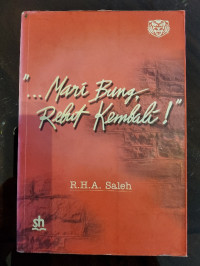 "...Mari Bung,
Rebut Kembali!"
R.H.A. Saleh
sh